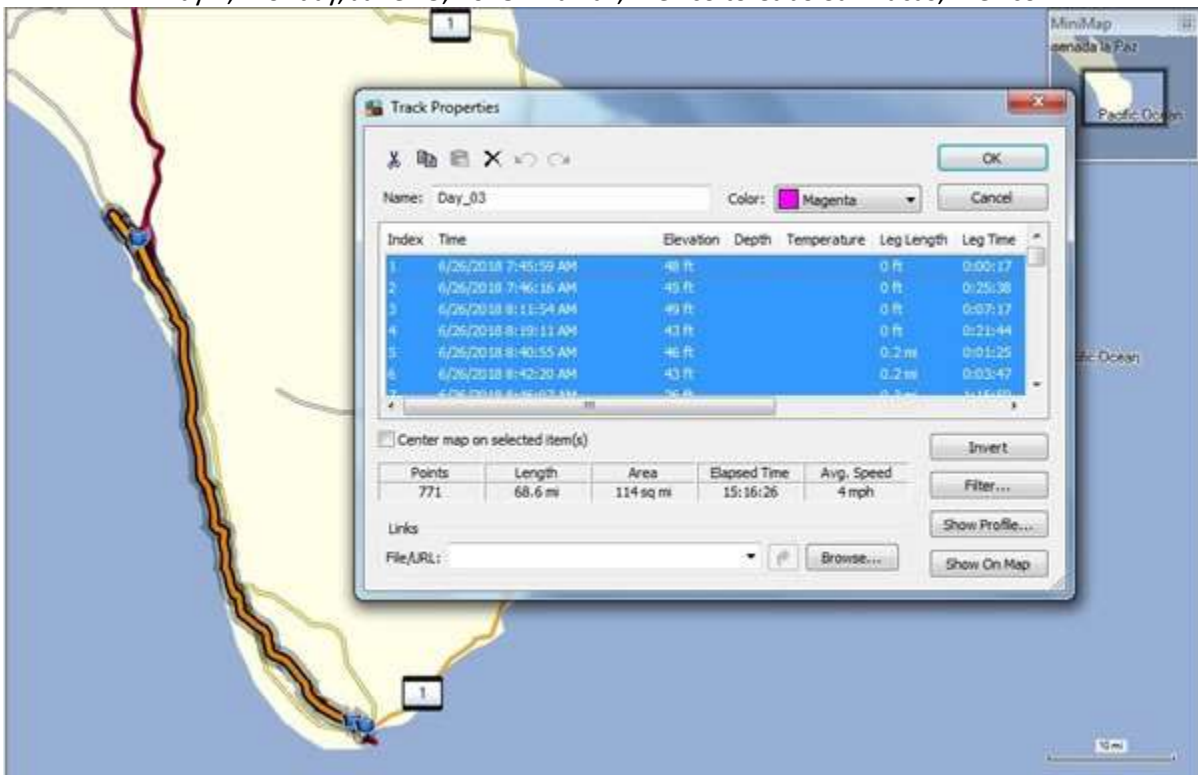 1
MiniMap
senada la Paz
Pacific Ocean
Track Properties
OK
Name: Day_03 Color: Magenta Cancel
Index Time Elevation Depth Temperature Leg Length Leg Time
1 6/26/2018 7:45:59 AM 48 ft 0 ft 0:00:17
2 6/26/2018 7:46:16 AM 45 ft 0 ft 0:25:38
3 6/26/2018 8:11:54 AM 49 ft 0 ft 0:07:17
4 6/26/2018 8:19:11 AM 43 ft 0 ft 0:21:44
5 6/26/2018 8:40:55 AM 46 ft 0.2 mi 0:01:25
6 6/26/2018 8:42:20 AM 43 ft 0.2 mi 0:03:47
Ocean
Center map on selected item(s)
Invert
Points Length Area Elapsed Time Avg. Speed
771 68.6 mi 114 sq mi 15:16:26 4 mph
Filter...
Links
Show Profile...
File/URL: Browse...
Show On Map
1
10 mi